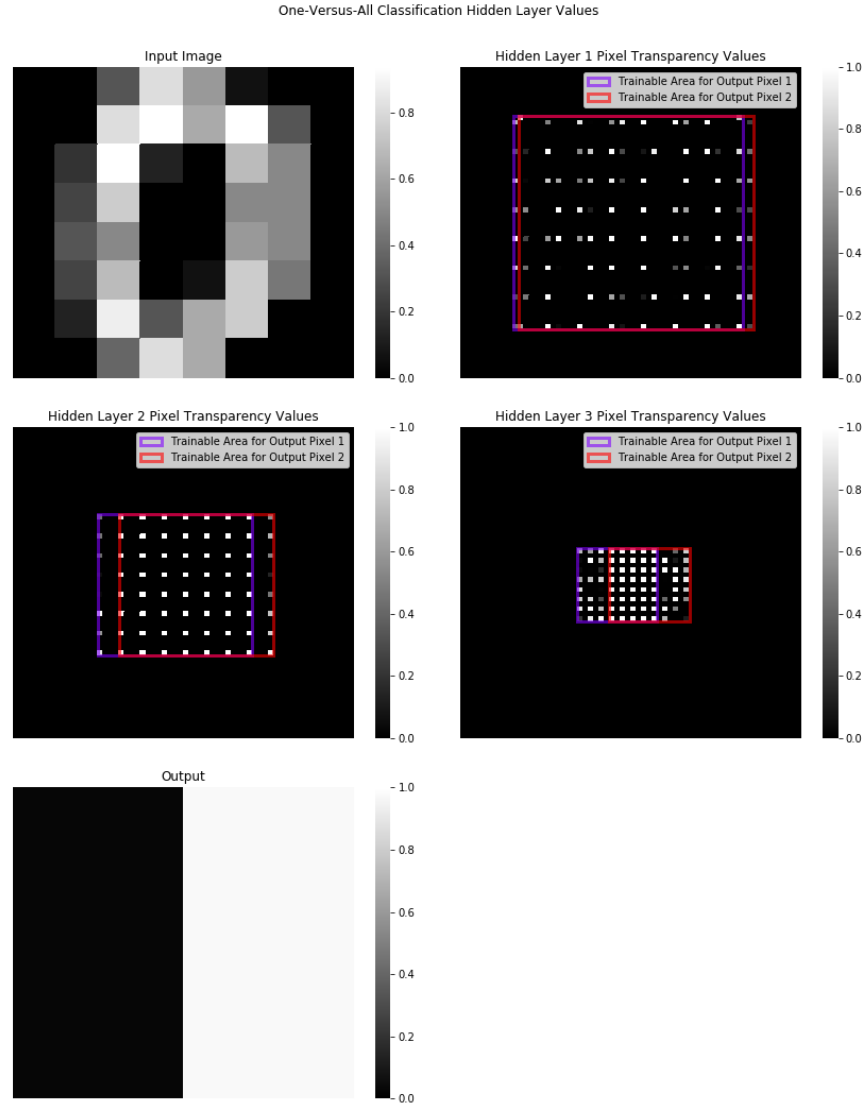 One-Versus-All Classification Hidden Layer Values
Input Image
0.8
0.6
0.4
0.2
0.0
Hidden Layer 1 Pixel Transparency Values
Trainable Area for Output Pixel 1
Trainable Area for Output Pixel 2
1.0
0.8
0.6
0.4
0.2
0.0
Hidden Layer 2 Pixel Transparency Values
Trainable Area for Output Pixel 1
Trainable Area for Output Pixel 2
1.0
0.8
0.6
0.4
0.2
0.0
Hidden Layer 3 Pixel Transparency Values
Trainable Area for Output Pixel 1
Trainable Area for Output Pixel 2
1.0
0.8
0.6
0.4
0.2
0.0
Output
1.0
0.8
0.6
0.4
0.2
0.0